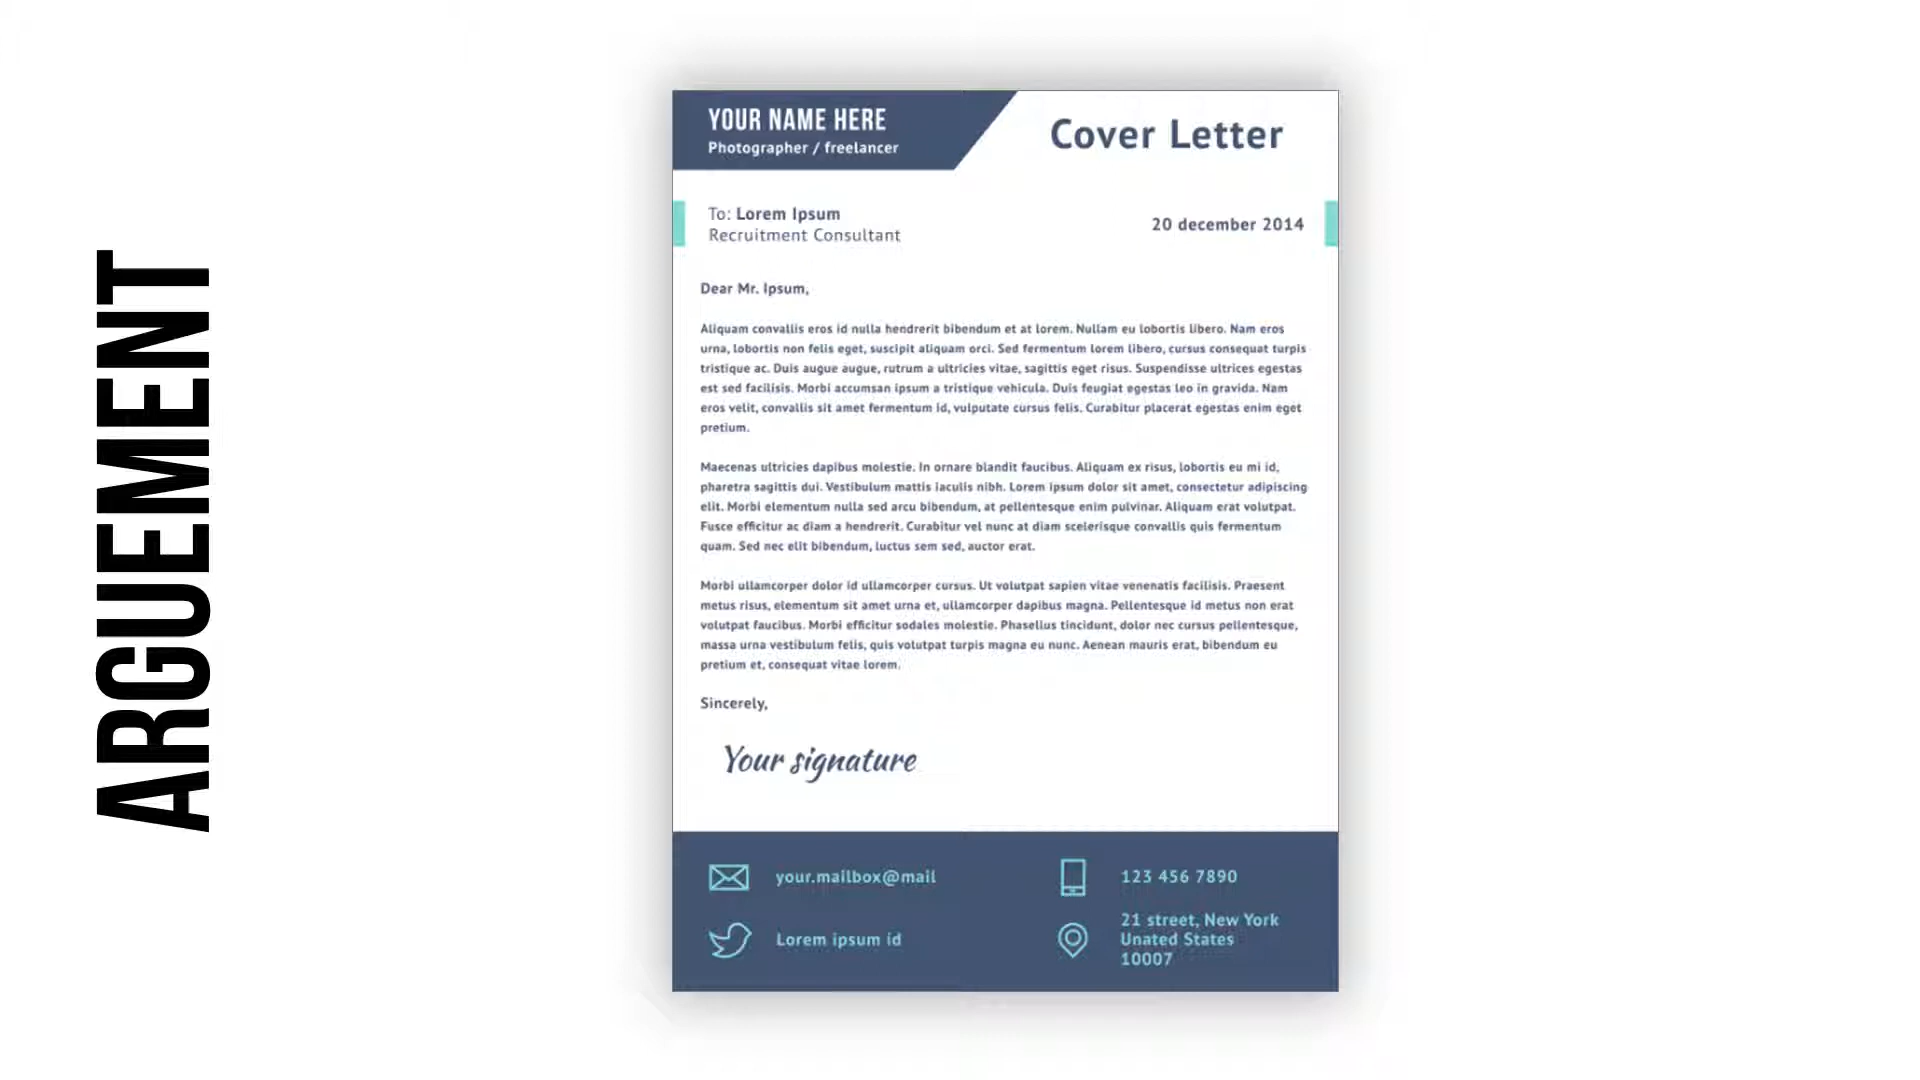 ARGUEMENT
YOUR NAME HERE
Photographer / freelancer
Cover Letter
To: Lorem Ipsum
Recruitment Consultant
20 december 2014
Dear Mr. Ipsum,
Aliquam convallis eros id nulla hendrerit bibendum et at lorem. Nullam eu lobortis libero. Nam eros
urna, lobortis non felis eget, suscipit aliquam orci. Sed fermentum lorem libero, cursus consequat turpis
tristique ac. Duis augue augue, rutrum a ultricies vitae, sagittis eget risus. Suspendisse ultrices egestas
est sed facilisis. Morbi accumsan ipsum a tristique vehicula. Duis feugiat egestas leo in gravida. Nam
eros velit, convallis sit amet fermentum id, vulputate cursus felis. Curabitur placerat egestas enim eget
pretium.
Maecenas ultricies dapibus molestie. In ornare blandit faucibus. Aliquam ex risus, lobortis eu mi id,
pharetra sagittis dui. Vestibulum mattis iaculis nibh. Lorem ipsum dolor sit amet, consectetur adipiscing
elit. Morbi elementum nulla sed arcu bibendum, at pellentesque enim pulvinar. Aliquam erat volutpat.
Fusce efficitur ac diam a hendrerit. Curabitur vel nunc at diam scelerisque convallis quis fermentum
quam. Sed nec elit bibendum, luctus sem sed, auctor erat.
Morbi ullamcorper dolor id ullamcorper cursus. Ut volutpat sapien vitae venenatis facilisis. Praesent
metus risus, elementum sit amet urna et, ullamcorper dapibus magna. Pellentesque id metus non erat
volutpat faucibus. Morbi efficitur sodales molestie. Phasellus tincidunt, dolor nec cursus pellentesque,
massa urna vestibulum felis, quis volutpat turpis magna eu nunc. Aenean mauris erat, bibendum eu
pretium et, consequat vitae lorem.
Sincerely,
Your signature
your.mailbox@mail
123 456 7890
Lorem ipsum id
21 street, New York
Unated States
10007